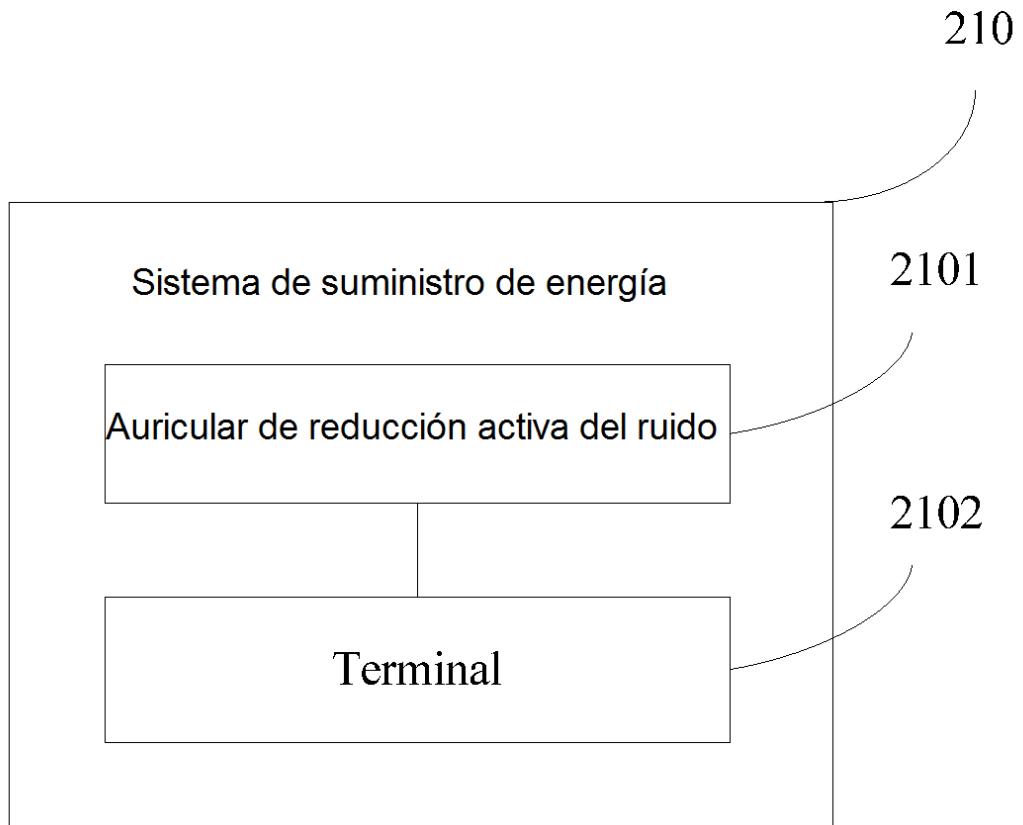 210
Sistema de suministro de energía
2101
Auricular de reducción activa del ruido
2102
Terminal